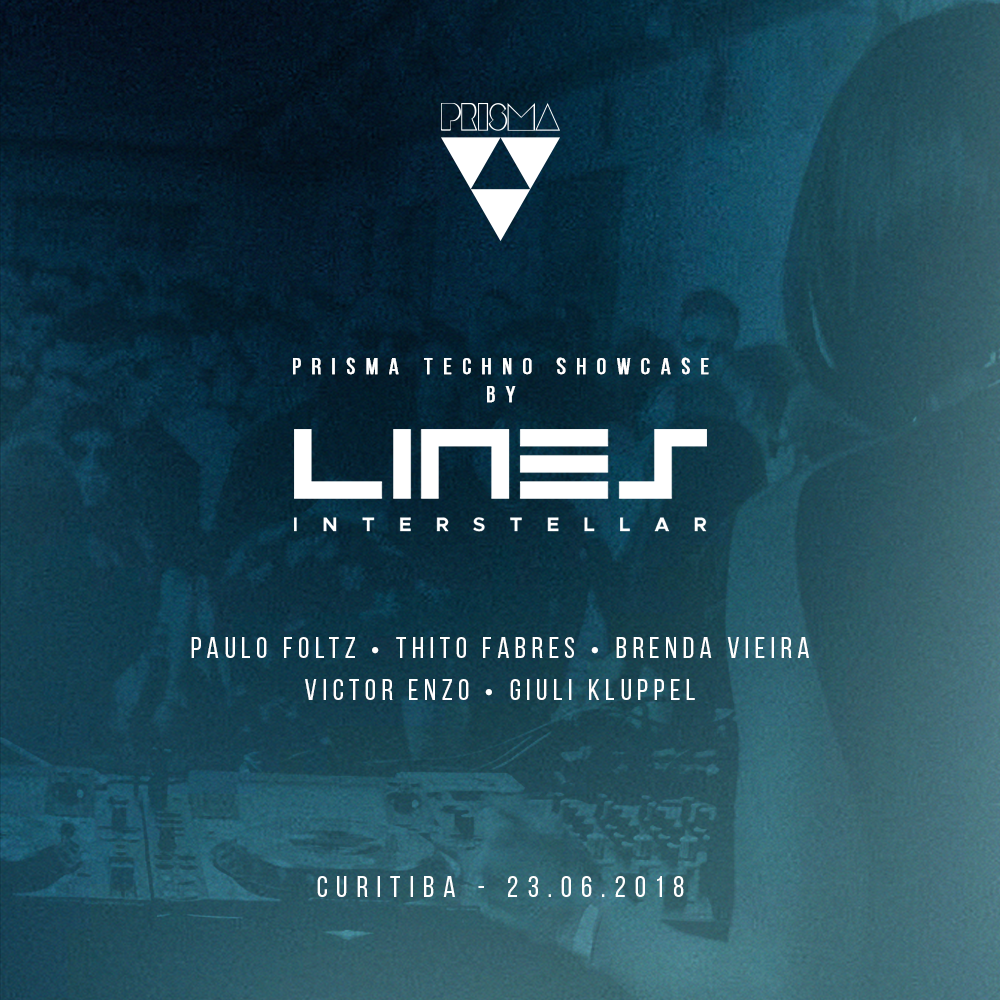 PRISMA
PRISMA TECHNO SHOWCASE
BY
LINES
INTERSTELLAR
PAULO FOLTZ • THITO FABRES • BRENDA VIEIRA
VICTOR ENZO • GIULI KLUPPEL
CURITIBA - 23.06.2018